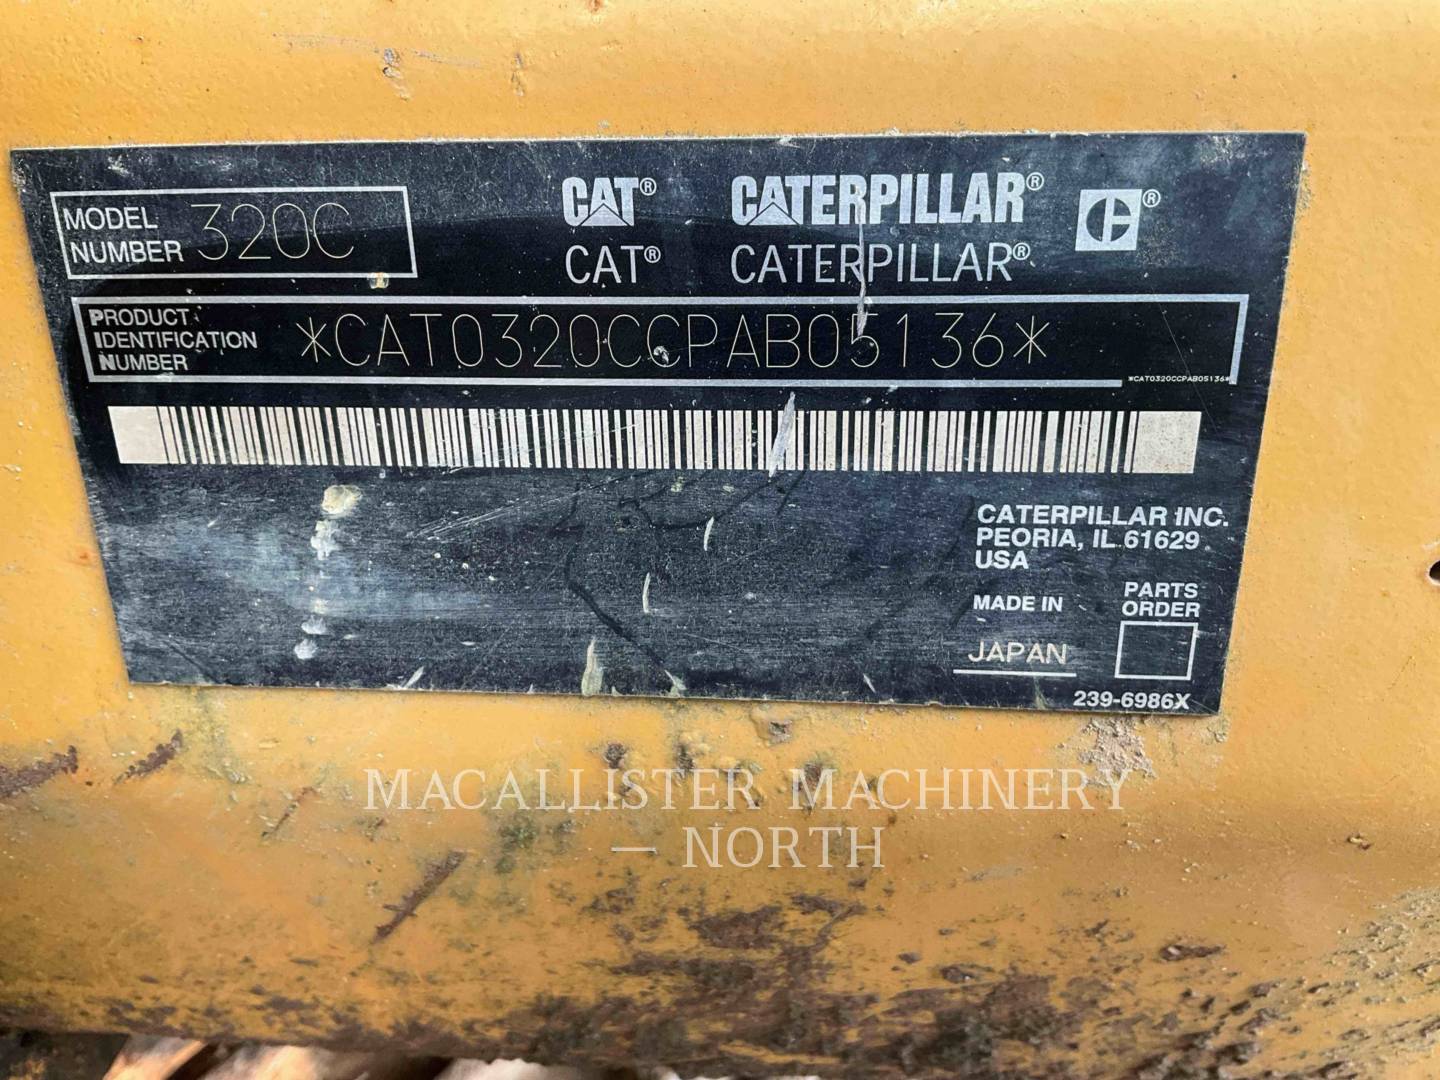 MODEL
NUMBER 320C
CAT® CATERPILLAR® ®
CAT® CATERPILLAR®
PRODUCT
IDENTIFICATION
NUMBER
*CAT0320CCPAB05136*
*CAT0320CCPAB05136*
CATERPILLAR INC.
PEORIA, IL 61629
USA
MADE IN
JAPAN
PARTS
ORDER
239-6986X
MACALLISTER MACHINERY
— NORTH